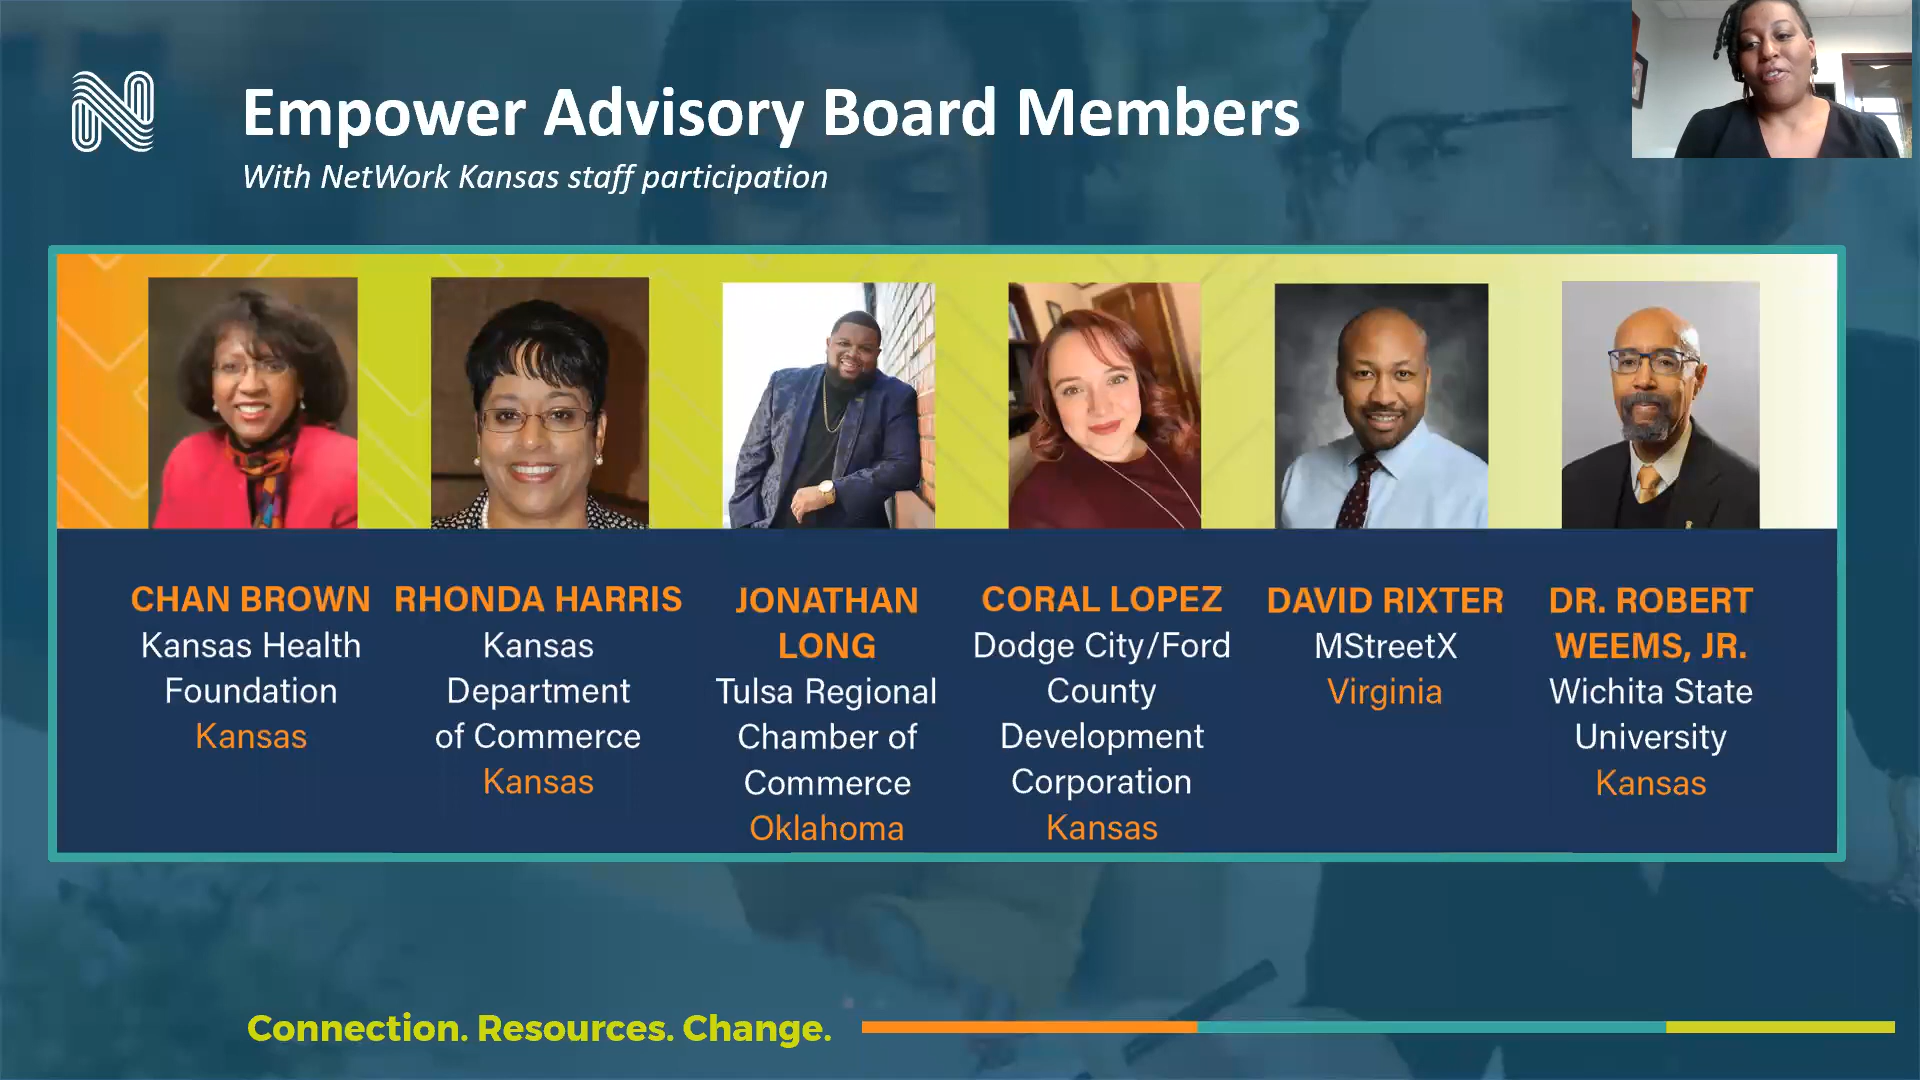 Empower Advisory Board Members
With NetWork Kansas staff participation
CHAN BROWN
Kansas Health
Foundation
Kansas
RHONDA HARRIS
Kansas
Department
of Commerce
Kansas
JONATHAN
LONG
Tulsa Regional
Chamber of
Commerce
Oklahoma
CORAL LOPEZ
Dodge City/Ford
County
Development
Corporation
Kansas
DAVID RIXTER
MStreetX
Virginia
DR. ROBERT
WEEMS, JR.
Wichita State
University
Kansas
Connection. Resources. Change.